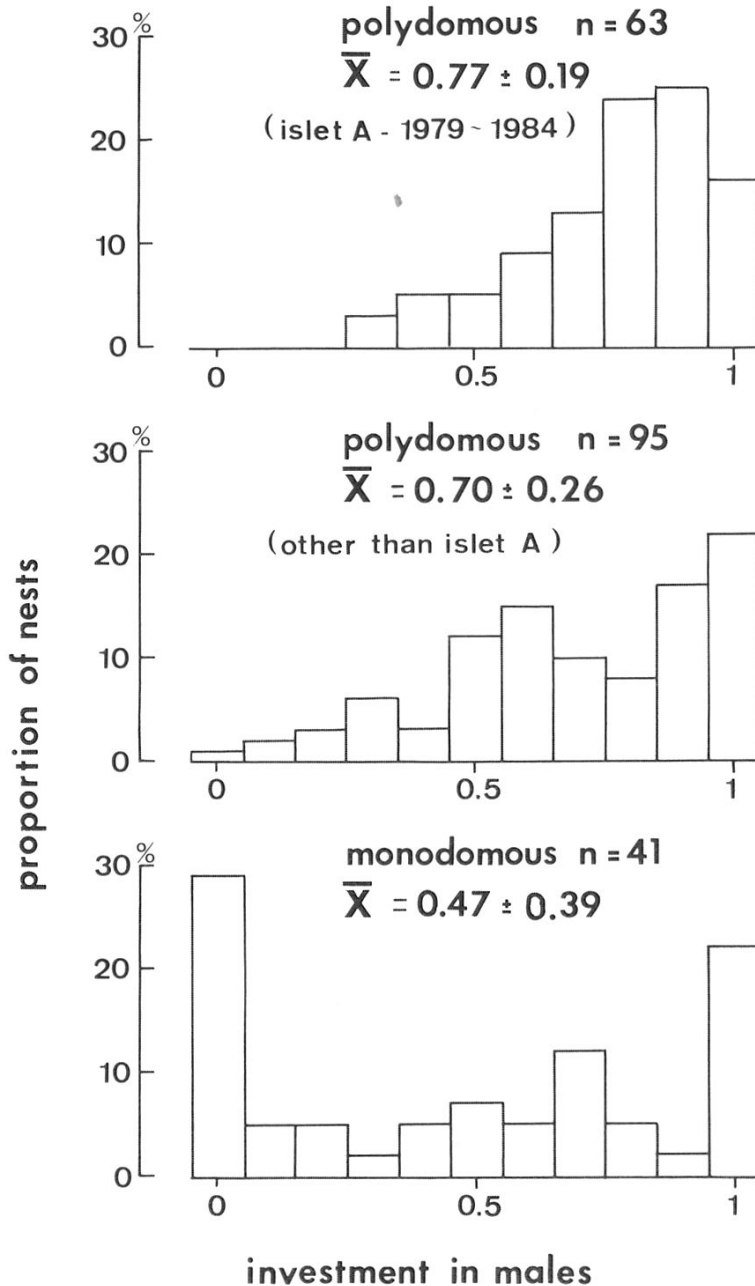 30 %
polydomous n = 63
X̅ = 0.77 ± 0.19
(islet A - 1979 ~ 1984)
20
10
0
0 0.5 1
30 %
polydomous n = 95
X̅ = 0.70 ± 0.26
(other than islet A)
20
10
0
0 0.5 1
proportion of nests
30 %
monodomous n = 41
X̅ = 0.47 ± 0.39
20
10
0
0 0.5 1
investment in males